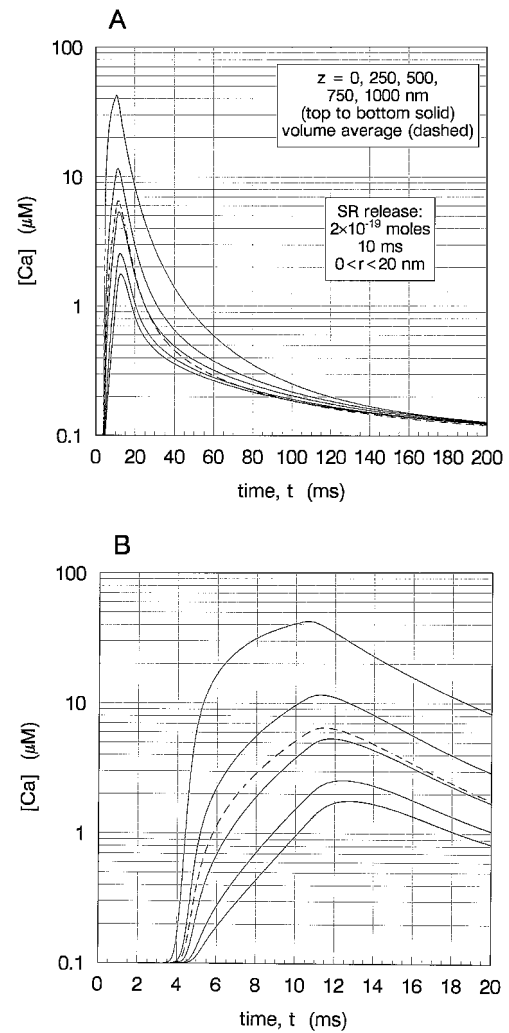 A
100
10
1
0.1
[Ca] (μM)
z = 0, 250, 500,
750, 1000 nm
(top to bottom solid)
volume average (dashed)
SR release:
2×10⁻¹⁹ moles
10 ms
0<r<20 nm
0 20 40 60 80 100 120 140 160 180 200
time, t (ms)
B
100
10
1
0.1
[Ca] (μM)
0 2 4 6 8 10 12 14 16 18 20
time, t (ms)